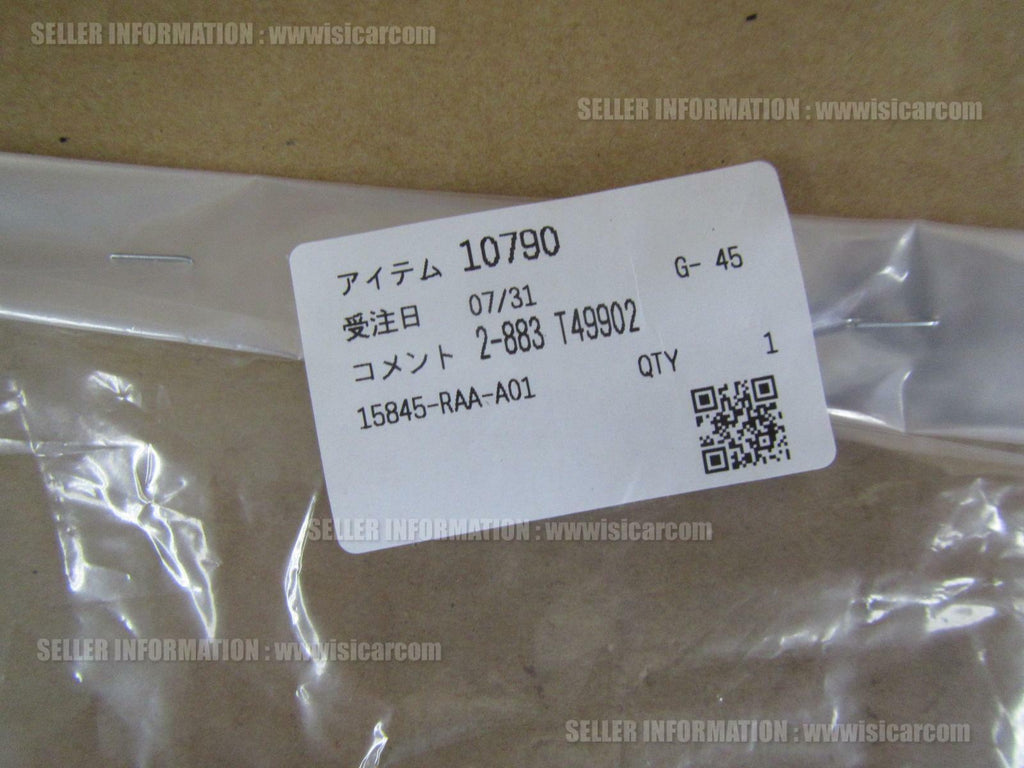 SELLER INFORMATION : wwwisicarcom
SELLER INFORMATION : wwwisicarcom
アイテム 10790
G- 45
受注日 07/31
コメント 2-883 T49902
QTY 1
15845-RAA-A01
SELLER INFORMATION : wwwisicarcom
SELLER INFORMATION : wwwisicarcom
SELLER INFORMATION : wwwisicarcom